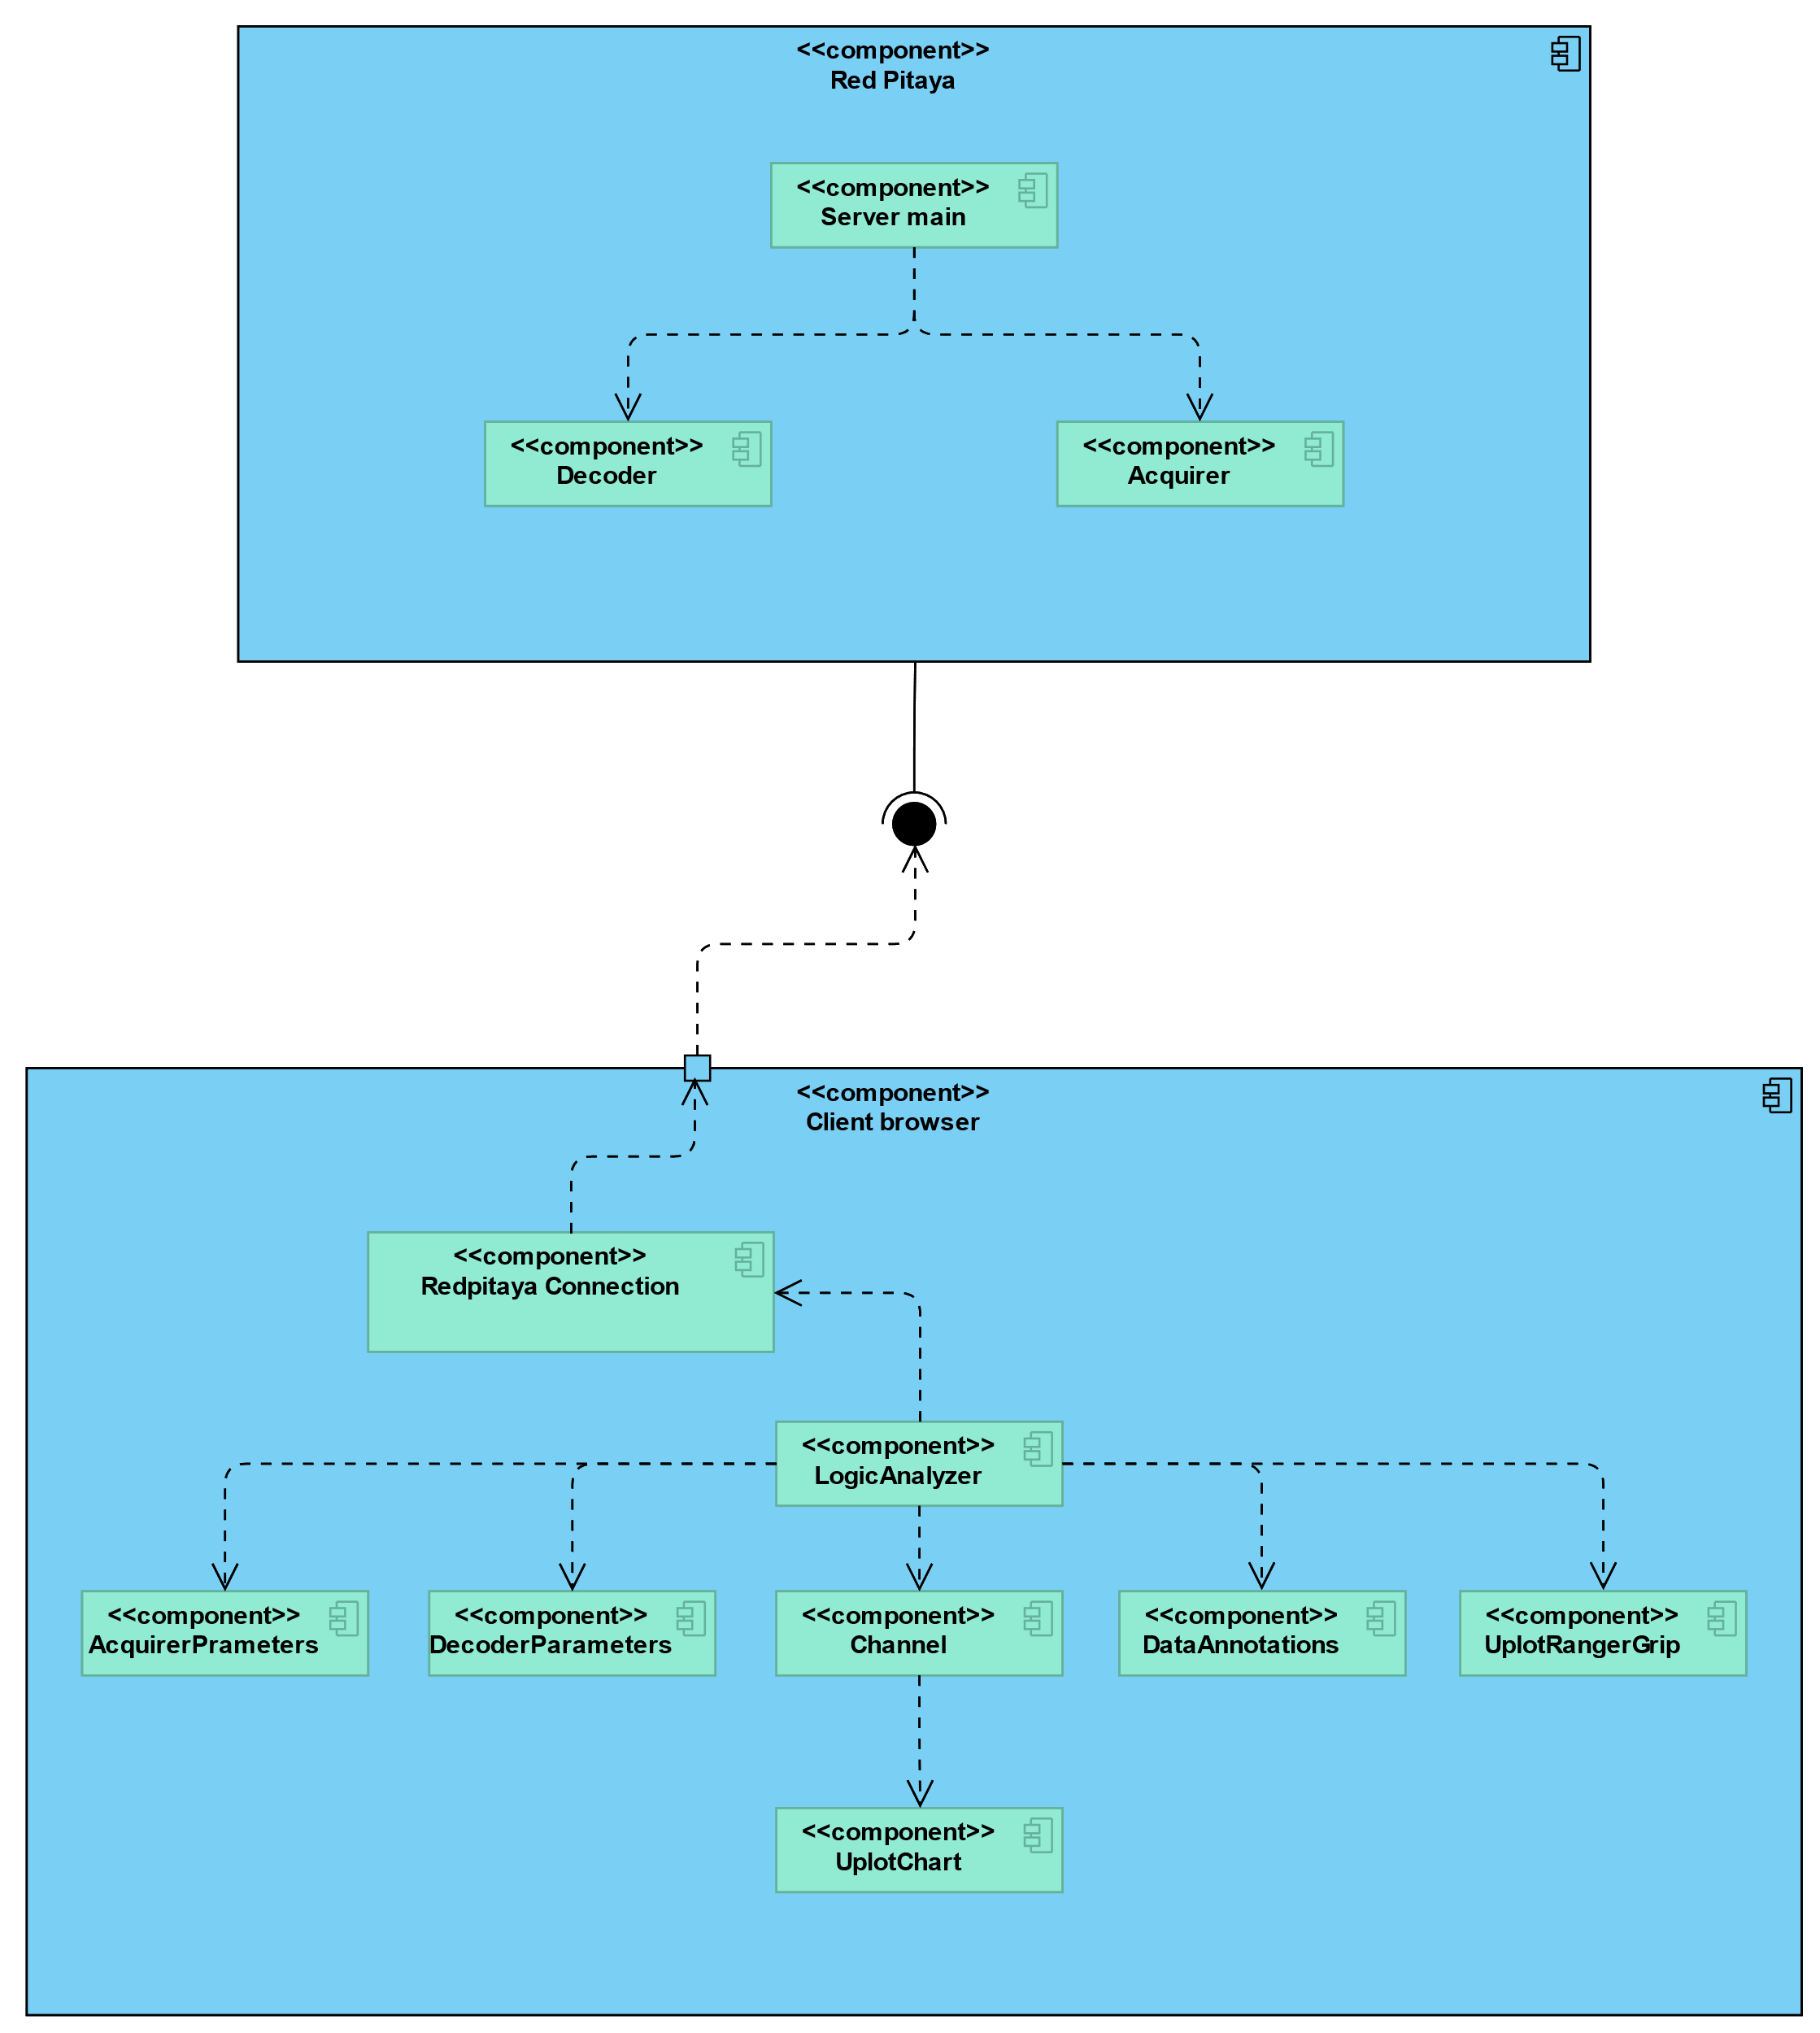 <<component>>
Red Pitaya
<<component>>
Server main
<<component>>
Decoder
<<component>>
Acquirer
<<component>>
Client browser
<<component>>
Redpitaya Connection
<<component>>
LogicAnalyzer
<<component>>
AcquirerPrameters
<<component>>
DecoderParameters
<<component>>
Channel
<<component>>
DataAnnotations
<<component>>
UplotRangerGrip
<<component>>
UplotChart